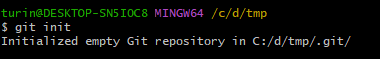 turin@DESKTOP-SN5IOC8 MINGW64 /c/d/tmp
$ git init
Initialized empty Git repository in C:/d/tmp/.git/